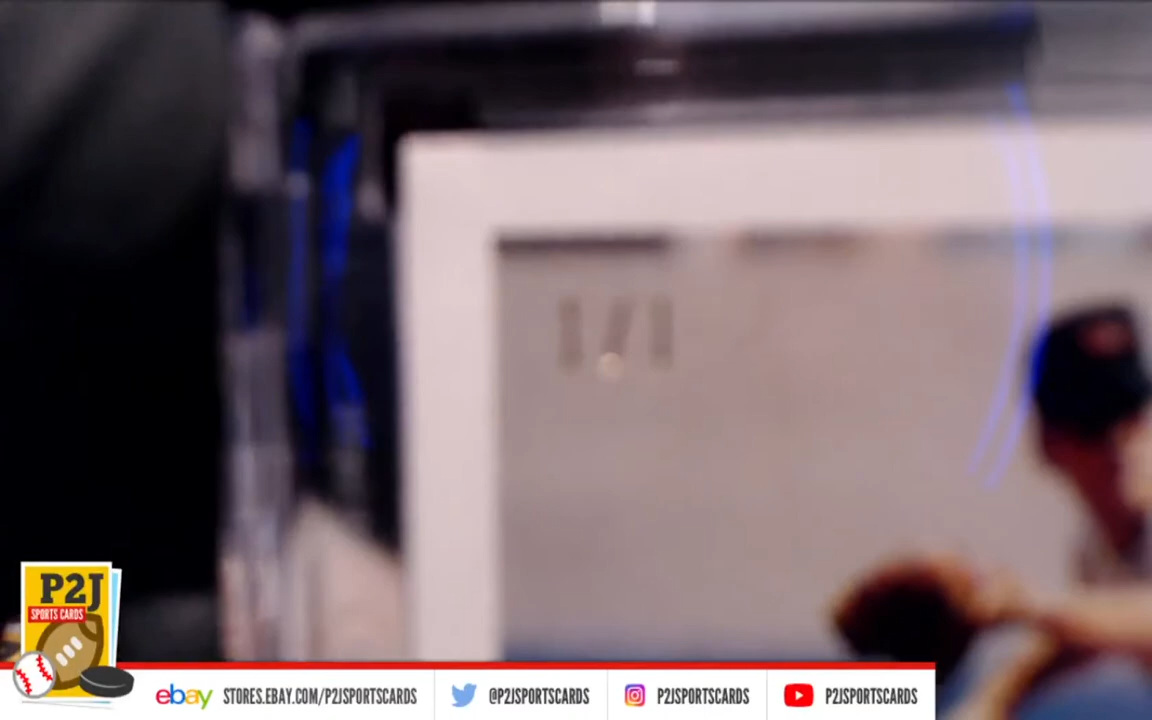 1/1
P2J
SPORTS CARDS
ebay STORES.EBAY.COM/P2JSPORTSCARDS @P2JSPORTSCARDS P2JSPORTSCARDS P2JSPORTSCARDS